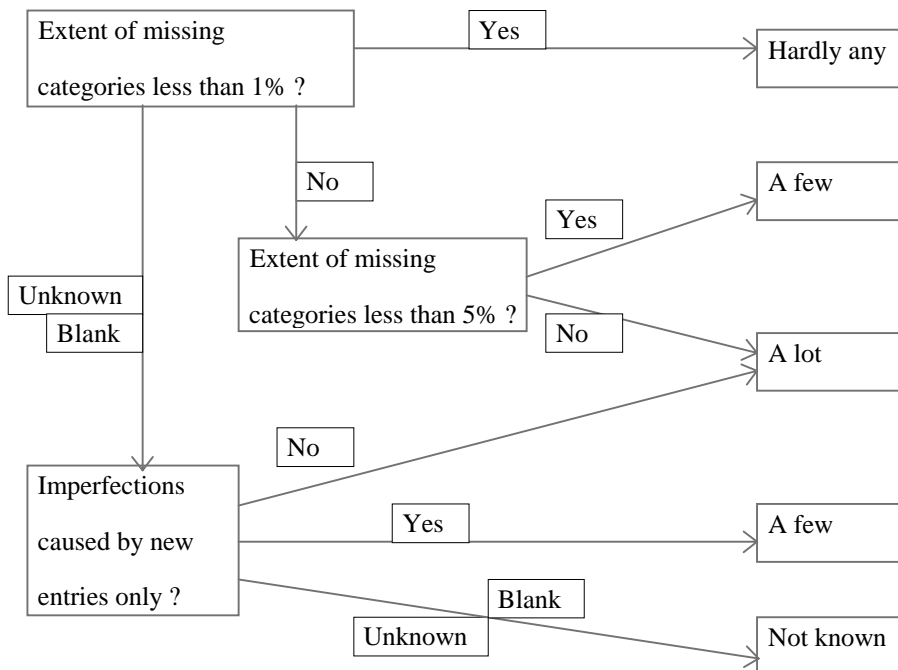 Extent of missing
categories less than 1% ?
Yes
Hardly any
No
A few
Extent of missing
categories less than 5% ?
Yes
No
Unknown
Blank
A lot
No
Imperfections
caused by new
entries only ?
Yes
A few
Blank
Unknown
Not known